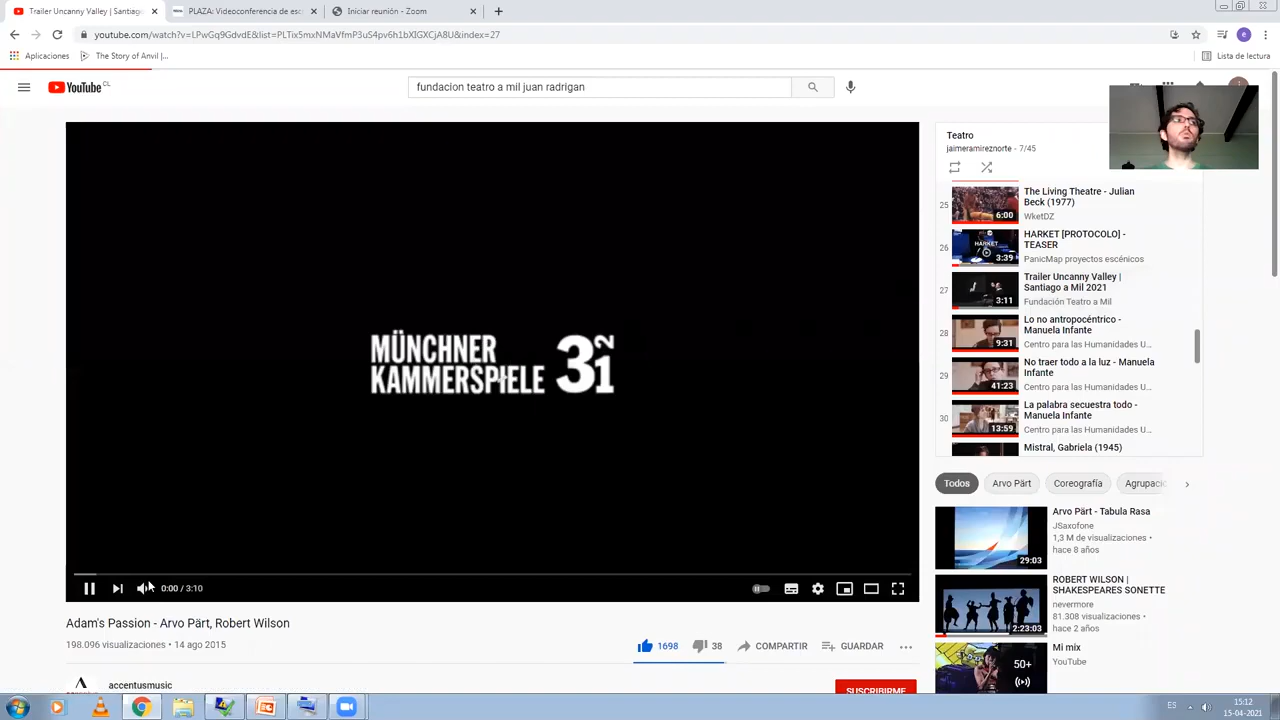 Trailer Uncanny Valley | Santiago
PLAZA: Videoconferencia de esc
Iniciar reunión - Zoom
youtube.com/watch?v=LPwGq9GdvdE&list=PLTix5mxNMaVfmP3uS4pv6h1bXIGXCjA8U&index=27
e
Aplicaciones
The Story of Anvil |...
Lista de lectura
YouTube CL
fundacion teatro a mil juan radrigan
MÜNCHNER
KAMMERSPIELE
0:00 / 3:10
Adam's Passion - Arvo Pärt, Robert Wilson
198.096 visualizaciones • 14 ago 2015
1698
38
COMPARTIR
GUARDAR
accentusmusic
SUSCRIBIRME
Teatro
jaimeramireznorte - 7/45
25
6:00
The Living Theatre - Julian
Beck (1977)
WketDZ
26
HARKET
3:39
HARKET [PROTOCOLO] -
TEASER
PanicMap proyectos escénicos
27
3:11
Trailer Uncanny Valley |
Santiago a Mil 2021
Fundación Teatro a Mil
28
9:31
Lo no antropocéntrico -
Manuela Infante
Centro para las Humanidades U...
29
41:23
No traer todo a la luz - Manuela
Infante
Centro para las Humanidades U...
30
13:59
La palabra secuestra todo -
Manuela Infante
Centro para las Humanidades U...
Mistral, Gabriela (1945)
Todos
Arvo Pärt
Coreografía
Agrupac
29:03
Arvo Pärt - Tabula Rasa
JSaxofone
1,3 M de visualizaciones •
hace 8 años
2:23:03
ROBERT WILSON |
SHAKESPEARES SONETTE
nevermore
81.308 visualizaciones •
hace 2 años
50+
Mi mix
YouTube
ES
15:12
15-04-2021